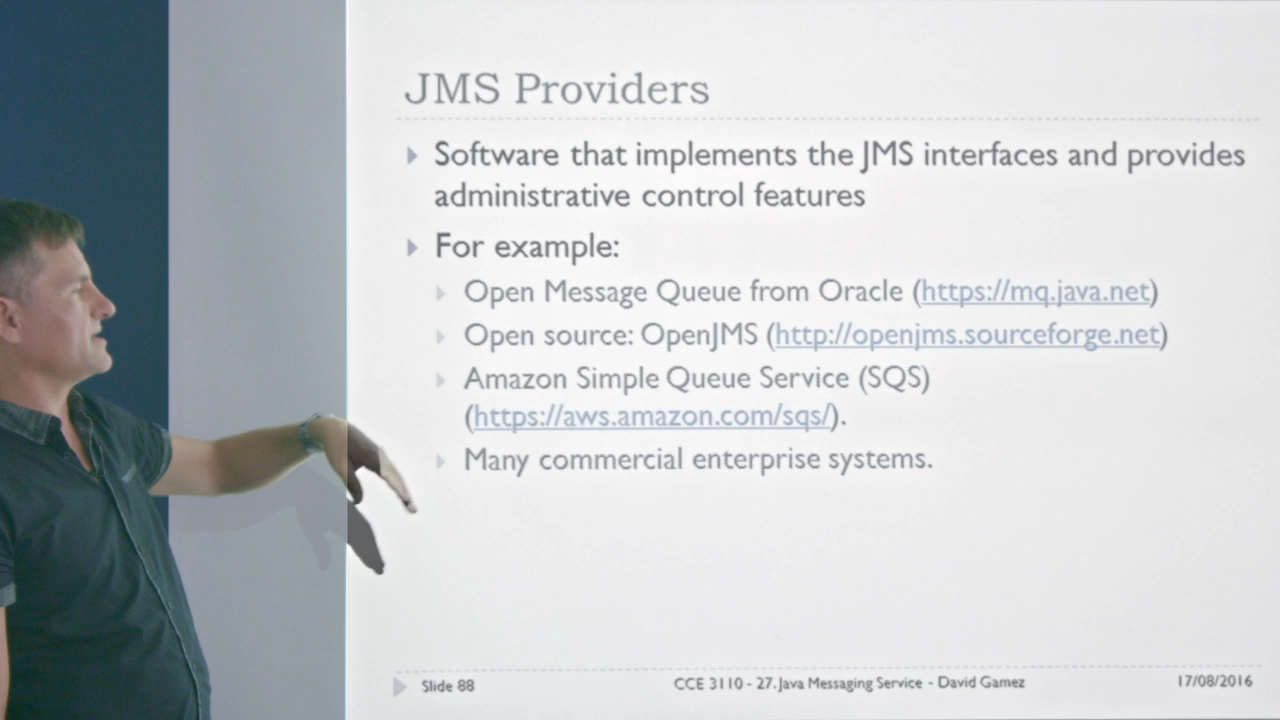 JMS Providers
Software that implements the JMS interfaces and provides
administrative control features
For example:
Open Message Queue from Oracle (https://mq.java.net)
Open source: OpenJMS (http://openjms.sourceforge.net)
Amazon Simple Queue Service (SQS)
(https://aws.amazon.com/sqs/).
Many commercial enterprise systems.
Slide 88 CCE 3110 - 27. Java Messaging Service - David Gamez 17/08/2016